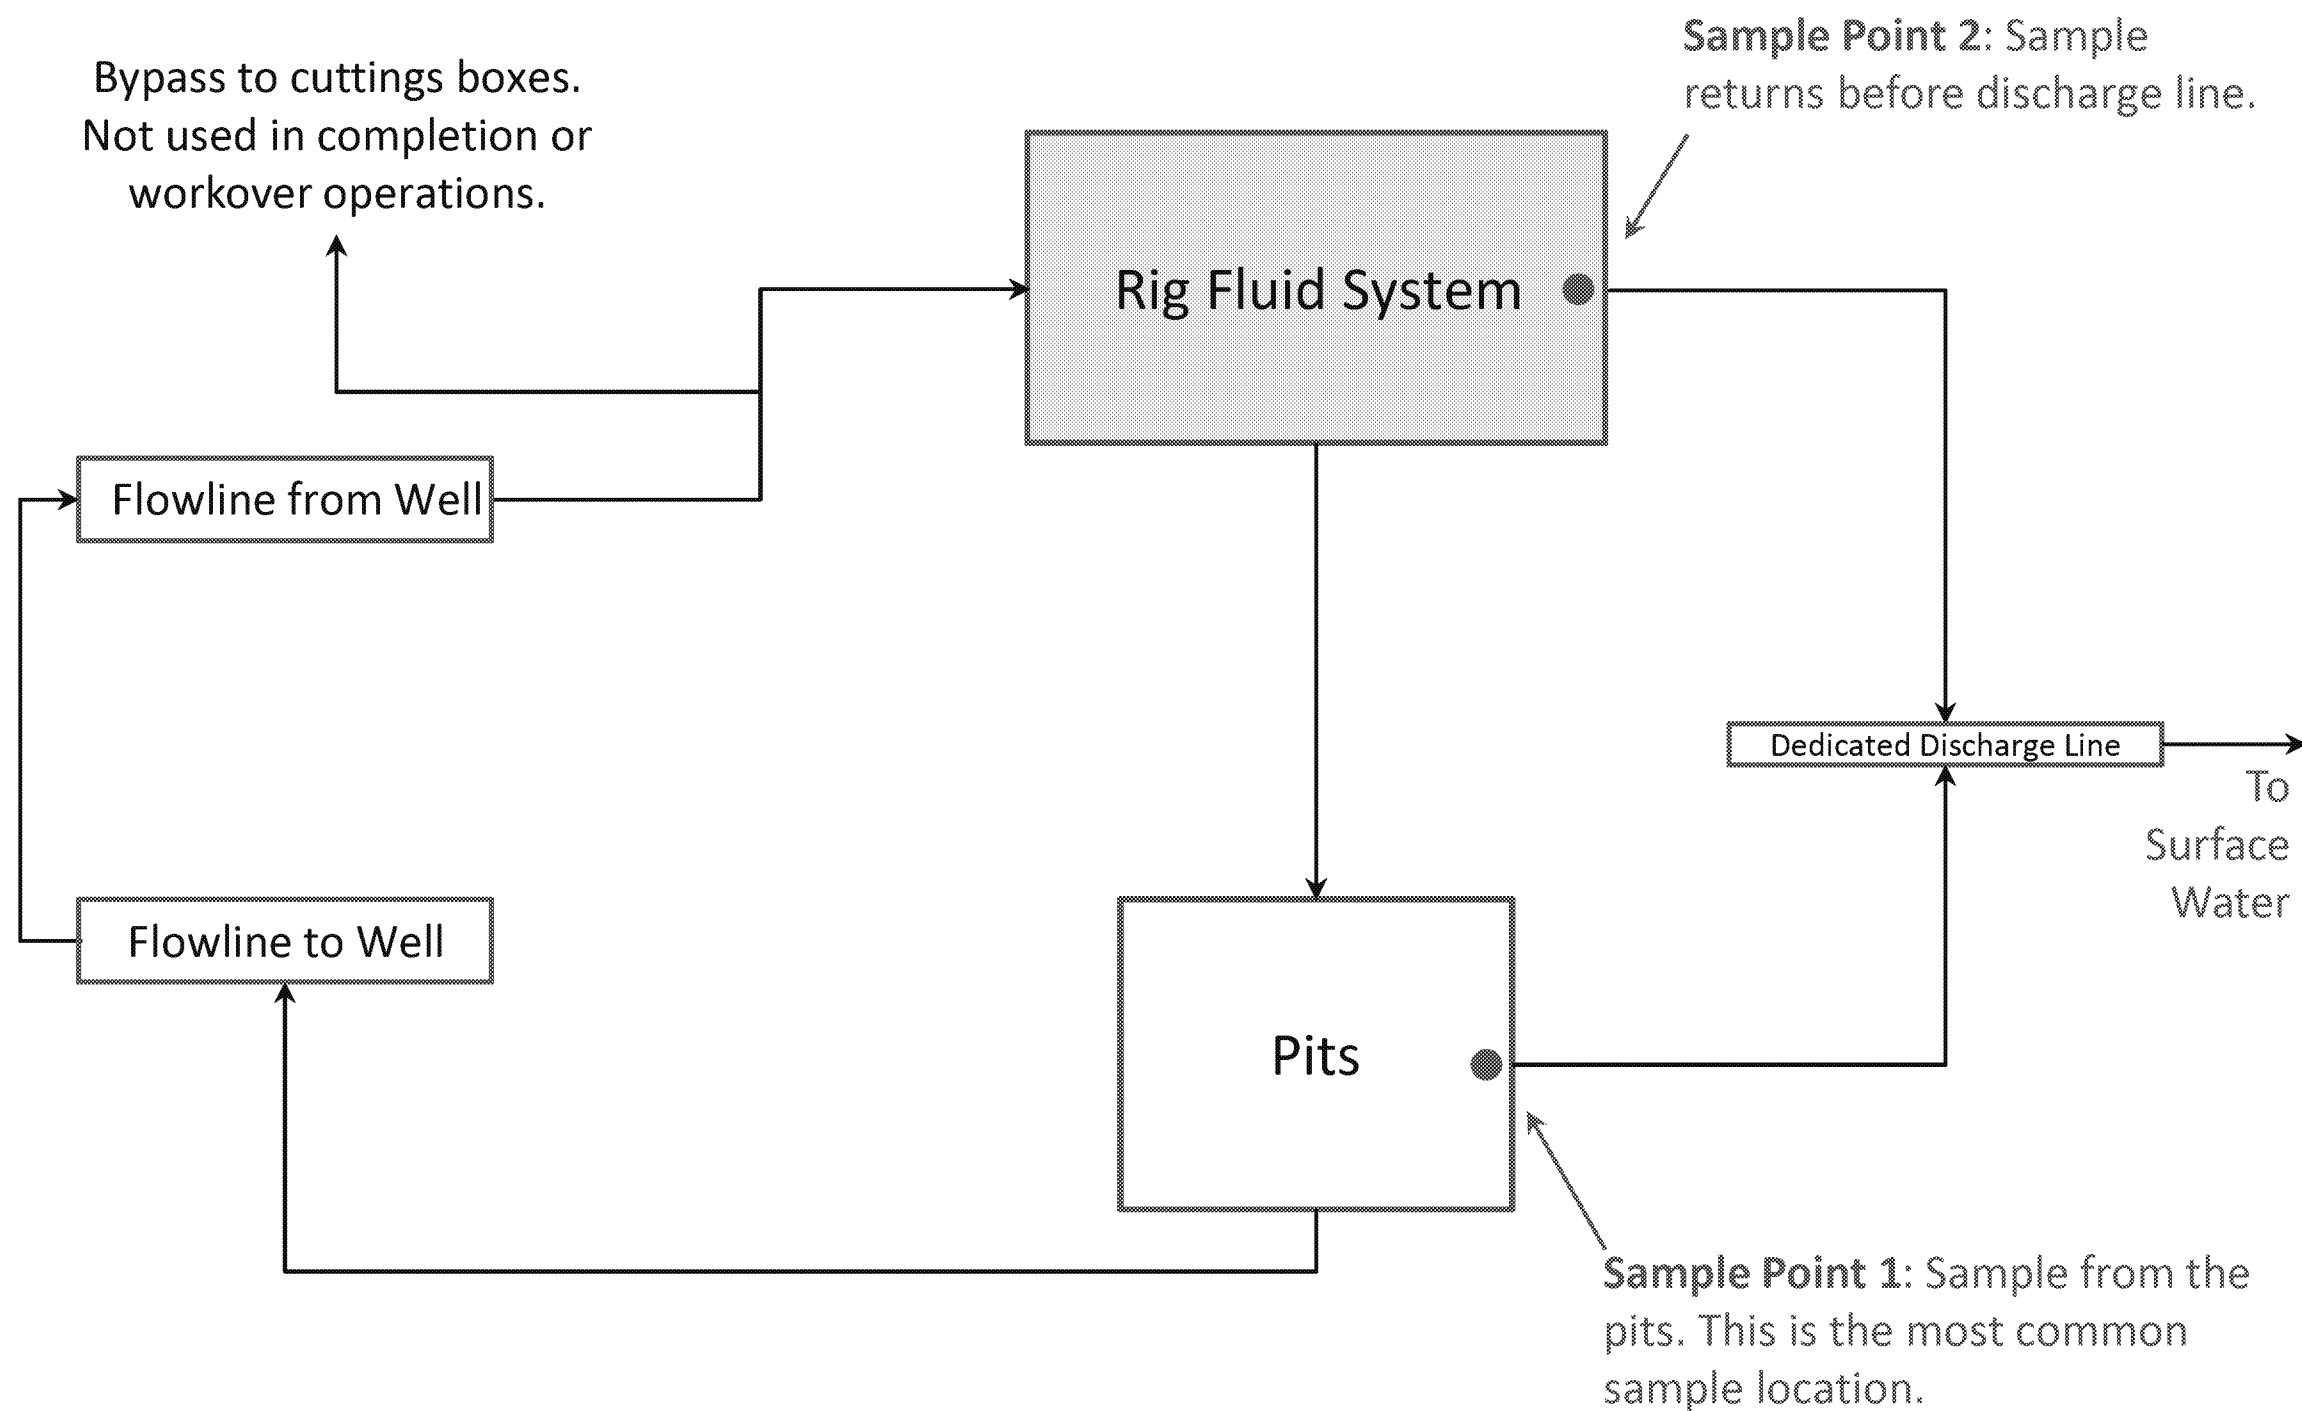 Sample Point 2: Sample
returns before discharge line.
Bypass to cuttings boxes.
Not used in completion or
workover operations.
Rig Fluid System
Flowline from Well
Dedicated Discharge Line
To
Surface
Water
Flowline to Well
Pits
Sample Point 1: Sample from the
pits. This is the most common
sample location.